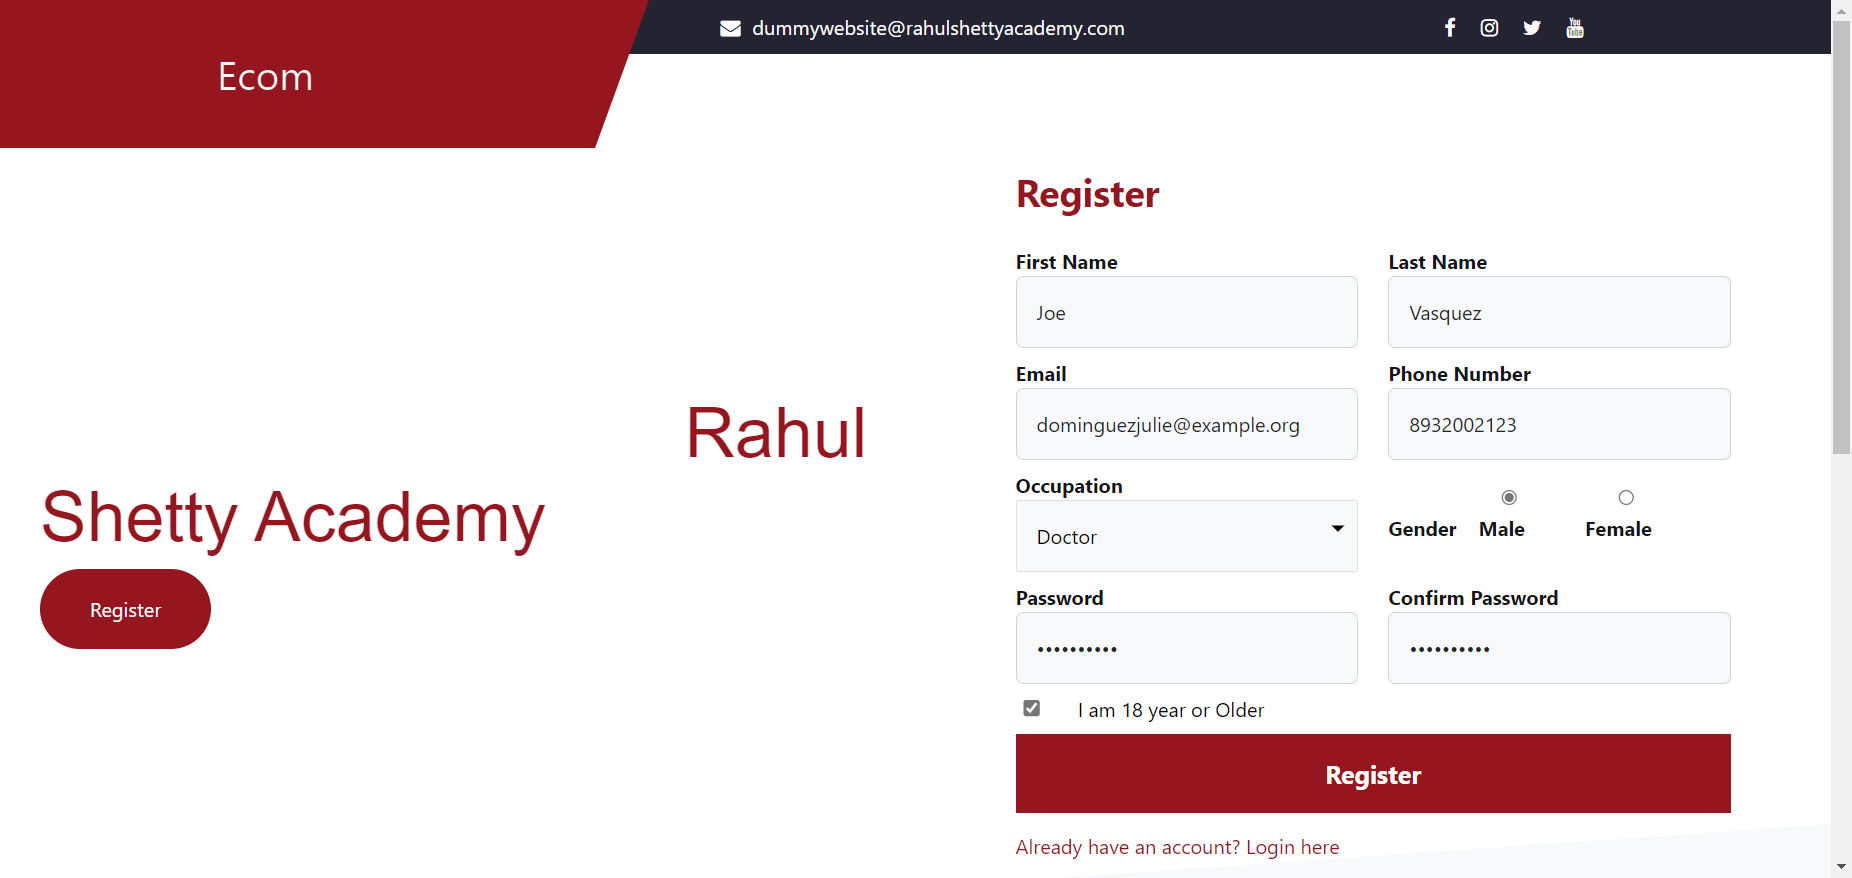 Ecom
dummywebsite@rahulshettyacademy.com
Rahul
Shetty Academy
Register
Register
First Name Last Name
Joe Vasquez
Email Phone Number
dominguezjulie@example.org 8932002123
Occupation
Doctor
Gender Male Female
Password Confirm Password
•••••••••• ••••••••••
I am 18 year or Older
Register
Already have an account? Login here